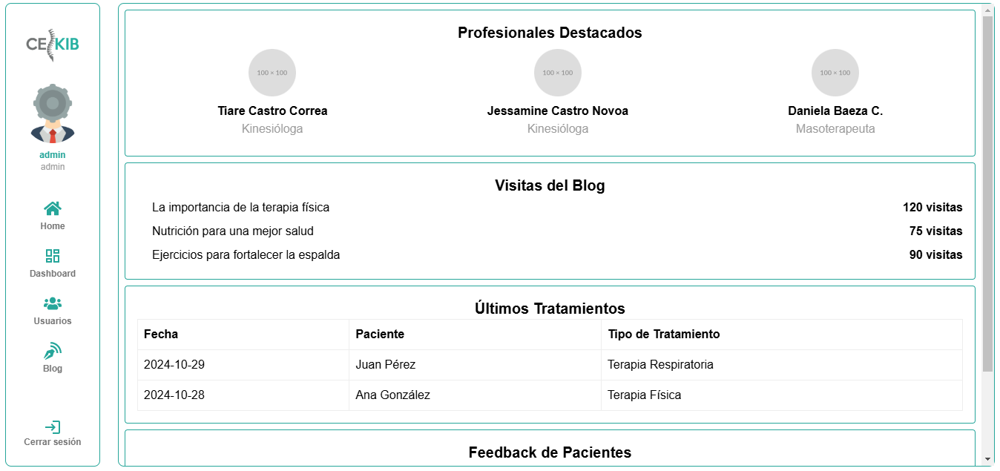 CEKIB
admin
admin
Home
Dashboard
Usuarios
Blog
Cerrar sesión
Profesionales Destacados
100 × 100 100 × 100 100 × 100
Tiare Castro Correa Jessamine Castro Novoa Daniela Baeza C.
Kinesióloga Kinesióloga Masoterapeuta
Visitas del Blog
La importancia de la terapia física 120 visitas
Nutrición para una mejor salud 75 visitas
Ejercicios para fortalecer la espalda 90 visitas
Últimos Tratamientos
Fecha Paciente Tipo de Tratamiento
2024-10-29 Juan Pérez Terapia Respiratoria
2024-10-28 Ana González Terapia Física
Feedback de Pacientes